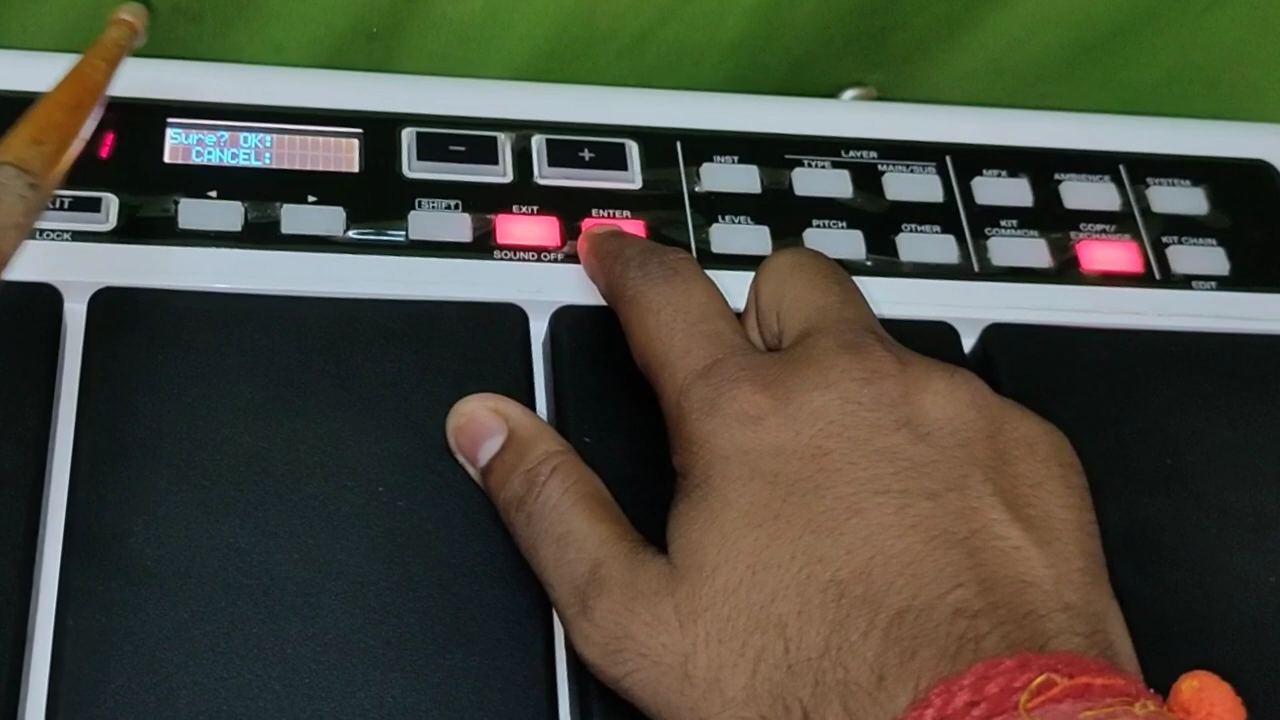 Sure? OK:
CANCEL:
1
−
+
INST
LAYER
TYPE
MAIN/SUB
MFX
AMBIENCE
SYSTEM
SHIFT
EXIT
ENTER
LEVEL
PITCH
OTHER
KIT
COMMON
COPY/
EXCHANGE
KIT CHAIN
LOCK
SOUND OFF
EDIT